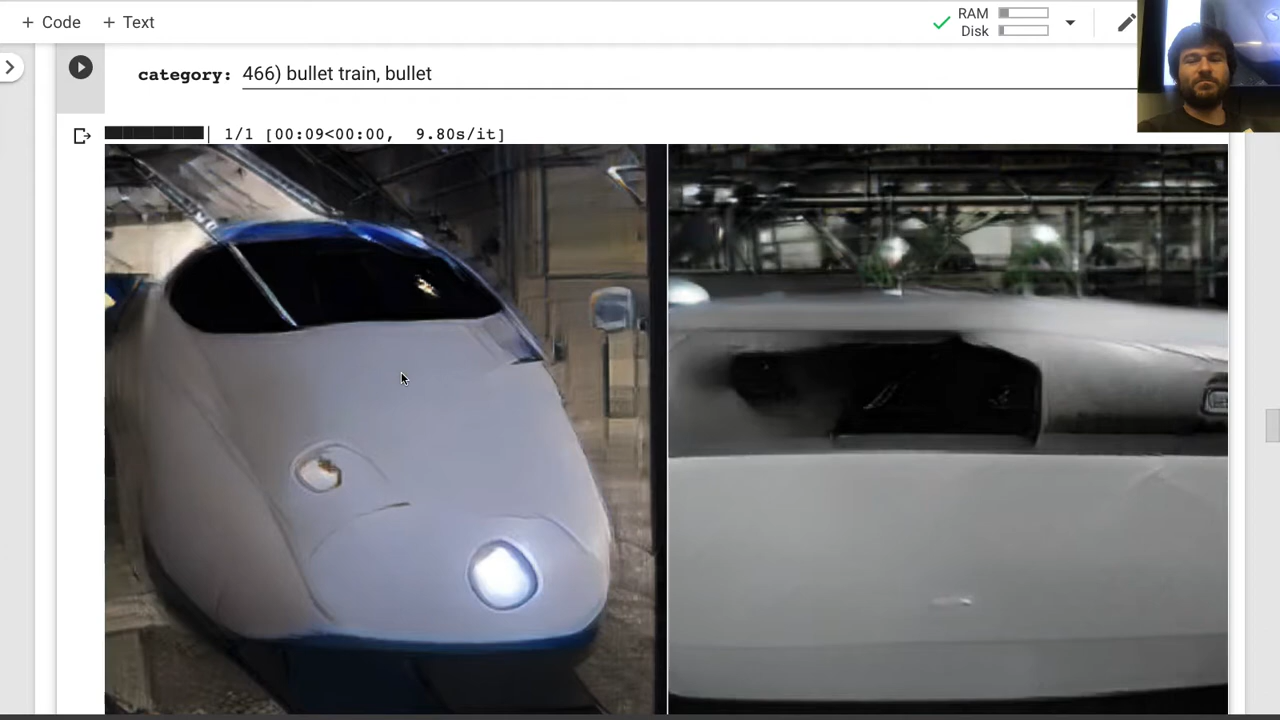 + Code + Text
RAM
Disk
category: 466) bullet train, bullet
1/1 [00:09<00:00, 9.80s/it]